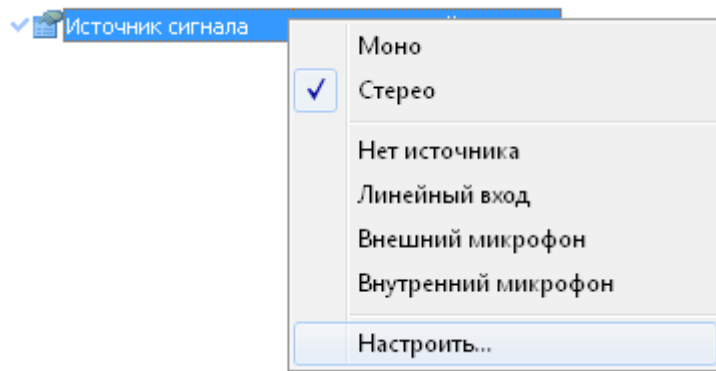 Источник сигнала
Моно
Стерео
Нет источника
Линейный вход
Внешний микрофон
Внутренний микрофон
Настроить...